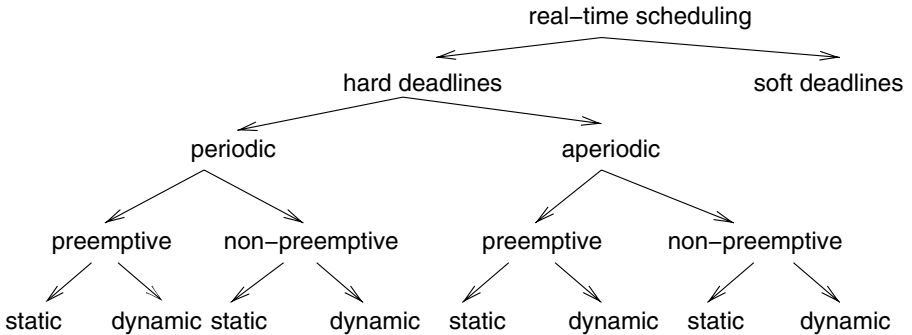 real−time scheduling
hard deadlines soft deadlines
periodic aperiodic
preemptive non−preemptive preemptive non−preemptive
static dynamic static dynamic static dynamic static dynamic